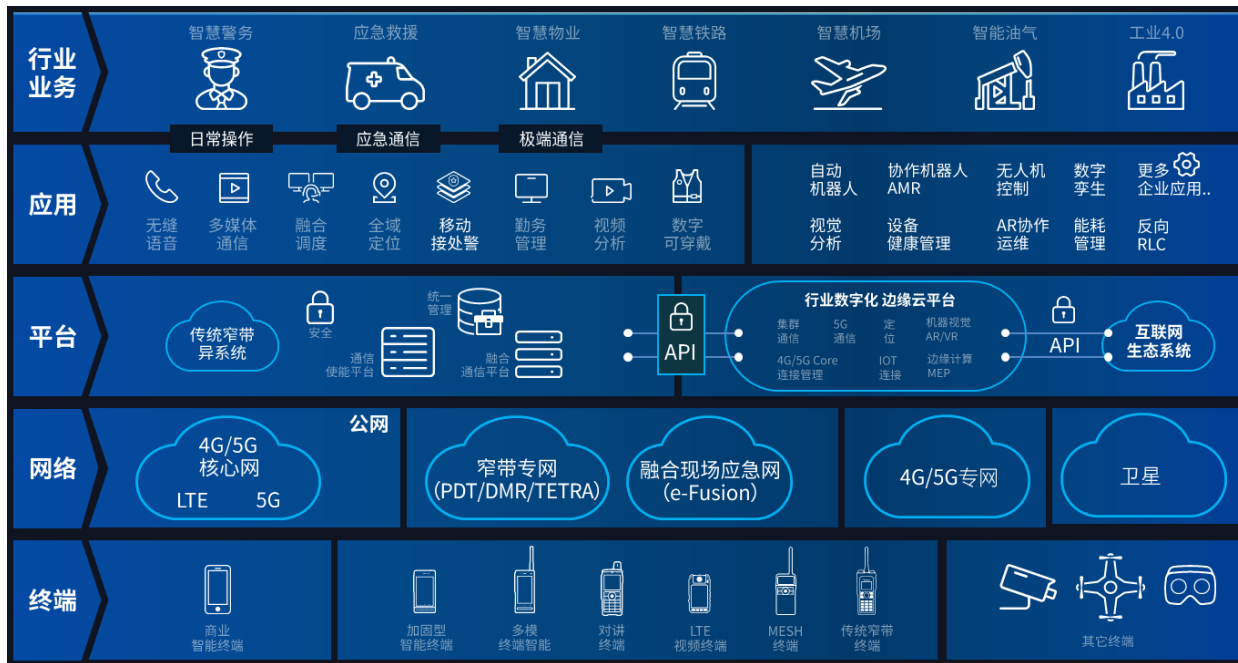 行业
业务
智慧警务
应急救援
智慧物业
智慧铁路
智慧机场
智能油气
工业4.0
日常操作
应急通信
极端通信
应用
无缝
语音
多媒体
通信
融合
调度
全域
定位
移动
接处警
勤务
管理
视频
分析
数字
可穿戴
自动
机器人
协作机器人
AMR
无人机
控制
数字
孪生
更多
企业应用..
视觉
分析
设备
健康管理
AR协作
运维
能耗
管理
反向
RLC
平台
传统窄带
异系统
安全
统一
管理
通信
使能平台
融合
通信平台
API
行业数字化 边缘云平台
集群
通信
5G
通信
定
位
机器视觉
AR/VR
4G/5G Core
连接管理
IOT
连接
边缘计算
MEP
API
互联网
生态系统
网络
公网
4G/5G
核心网
LTE 5G
窄带专网
(PDT/DMR/TETRA)
融合现场应急网
(e-Fusion)
4G/5G专网
卫星
终端
商业
智能终端
加固型
智能终端
多模
终端智能
对讲
终端
LTE
视频终端
MESH
终端
传统窄带
终端
其它终端